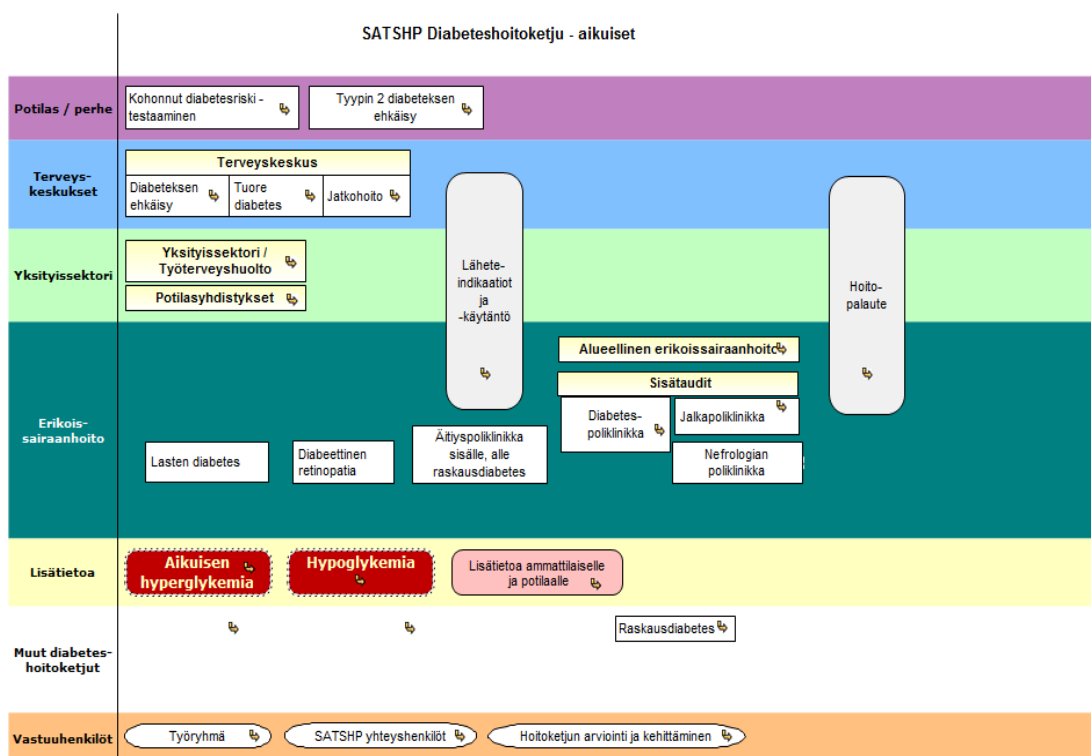 SATSHP Diabeteshoitoketju - aikuiset
Potilas / perhe
Kohonnut diabetesriski -
testaaminen
Tyypin 2 diabeteksen
ehkäisy
Terveys-
keskukset
Terveyskeskus
Diabeteksen
ehkäisy
Tuore
diabetes
Jatkohoito
Yksityissektori
Yksityissektori /
Työterveyshuolto
Potilasyhdistykset
Lähete-
indikaatiot
ja
-käytäntö
Hoito-
palaute
Erikois-
sairaanhoito
Alueellinen erikoissairaanhoito
Sisätaudit
Diabetes-
poliklinikka
Jalkapoliklinikka
Nefrologian
poliklinikka
Lasten diabetes
Diabeettinen
retinopatia
Äitiyspoliklinikka
sisälle, alle
raskausdiabetes
Lisätietoa
Aikuisen
hyperglykemia
Hypoglykemia
Lisätietoa ammattilaiselle
ja potilaalle
Muut diabetes-
hoitoketjut
Raskausdiabetes
Vastuuhenkilöt
Työryhmä
SATSHP yhteyshenkilöt
Hoitoketjun arviointi ja kehittäminen